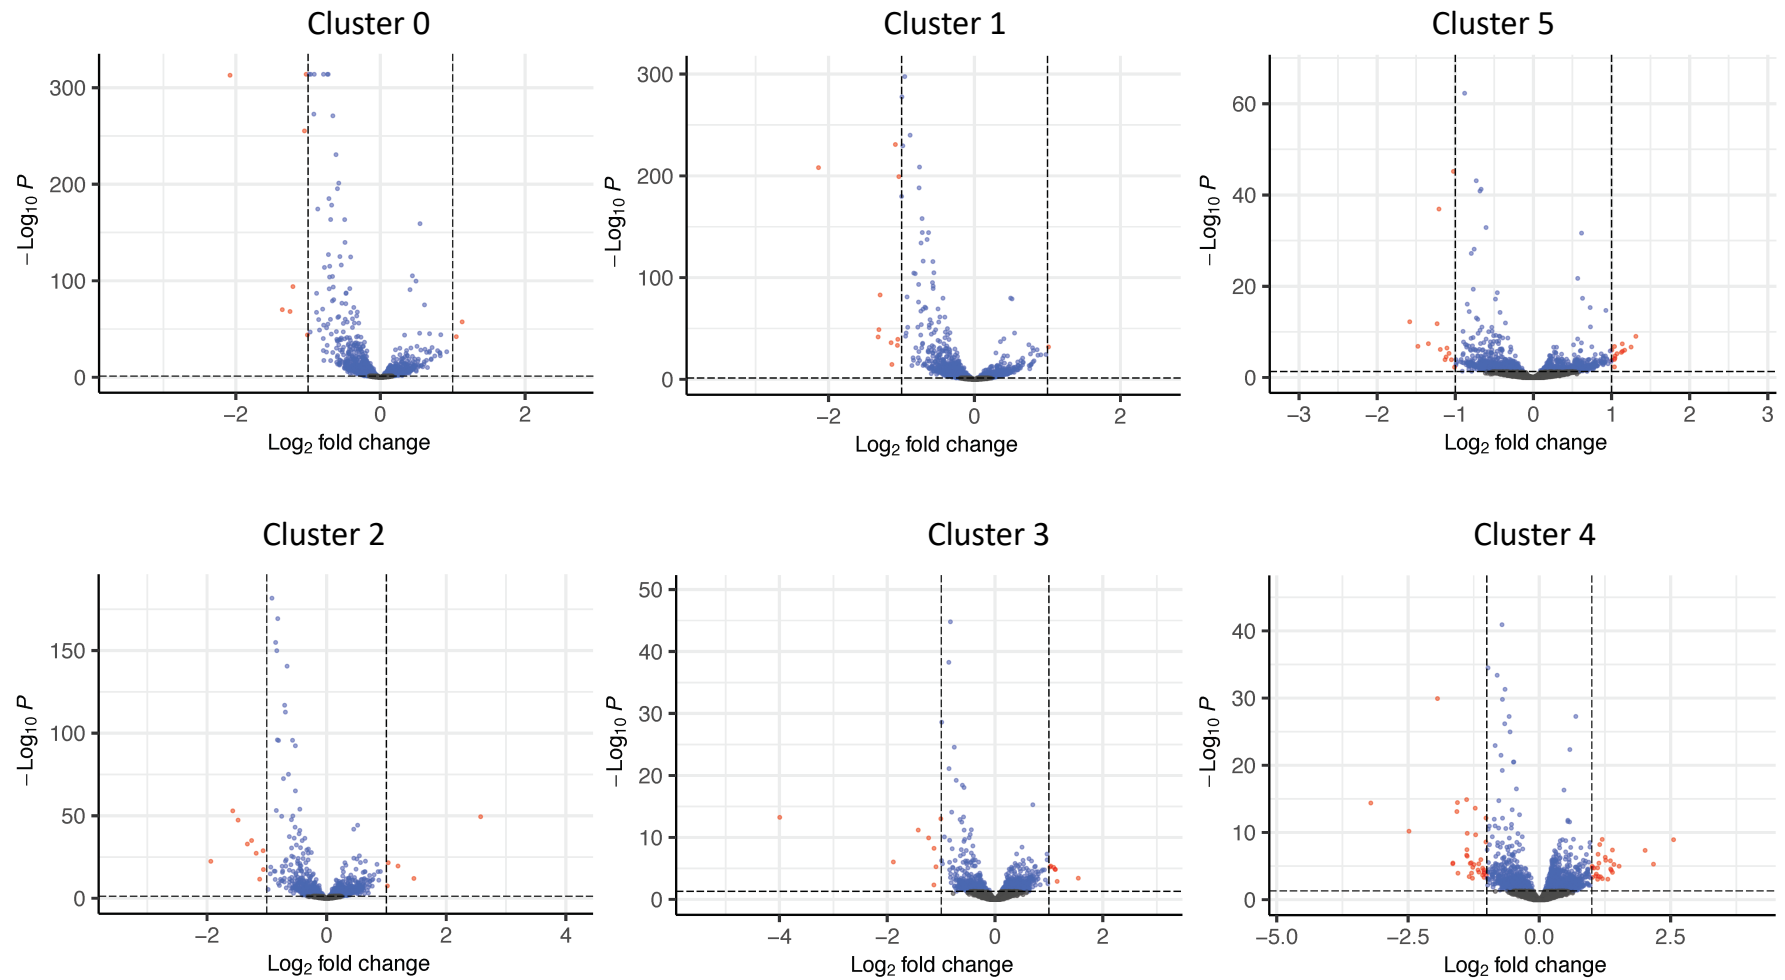 Cluster 0
300
200
100
0
−Log10 P
−2
0
2
Log2 fold change
Cluster 1
300
200
100
0
−Log10 P
−2
0
2
Log2 fold change
Cluster 5
60
40
20
0
−Log10 P
−3
−2
−1
0
1
2
3
Log2 fold change
Cluster 2
150
100
50
0
−Log10 P
−2
0
2
4
Log2 fold change
Cluster 3
50
40
30
20
10
0
−Log10 P
−4
−2
0
2
Log2 fold change
Cluster 4
40
30
20
10
0
−Log10 P
−5.0
−2.5
0.0
2.5
Log2 fold change